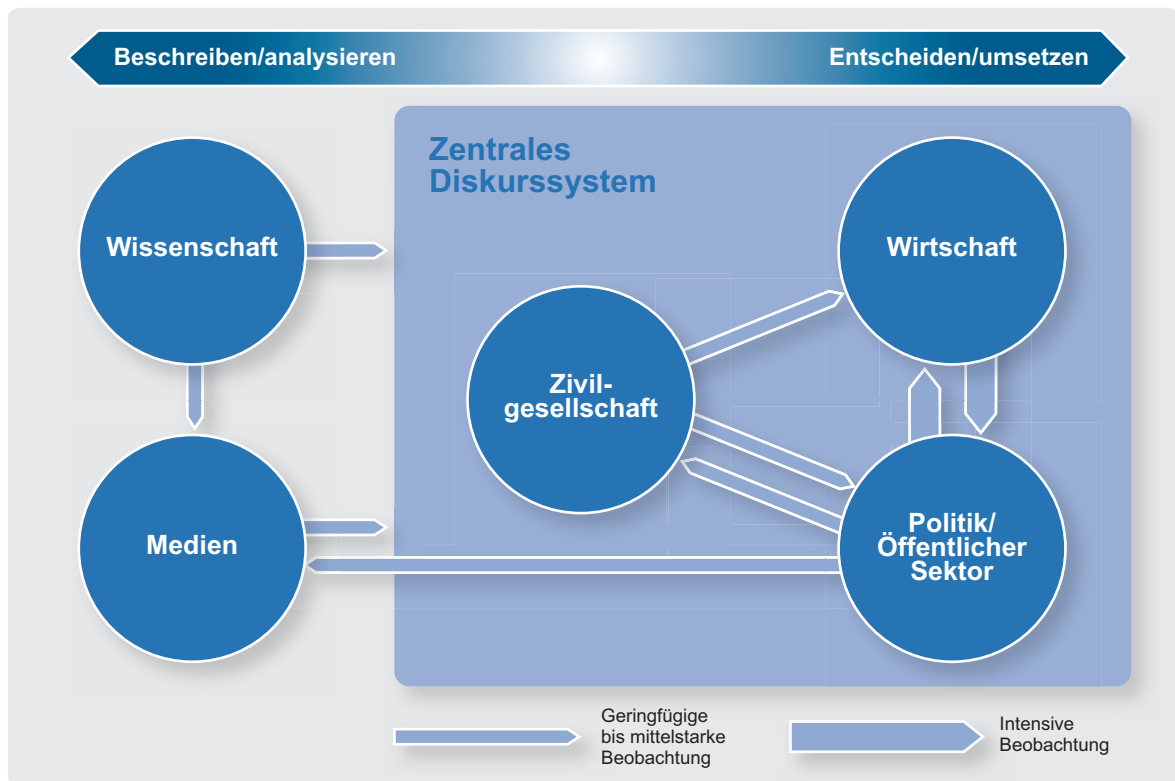 Beschreiben/analysieren
Entscheiden/umsetzen
Zentrales
Diskurssystem
Wissenschaft
Wirtschaft
Zivil-
gesellschaft
Medien
Politik/
Öffentlicher
Sektor
Geringfügige
bis mittelstarke
Beobachtung
Intensive
Beobachtung